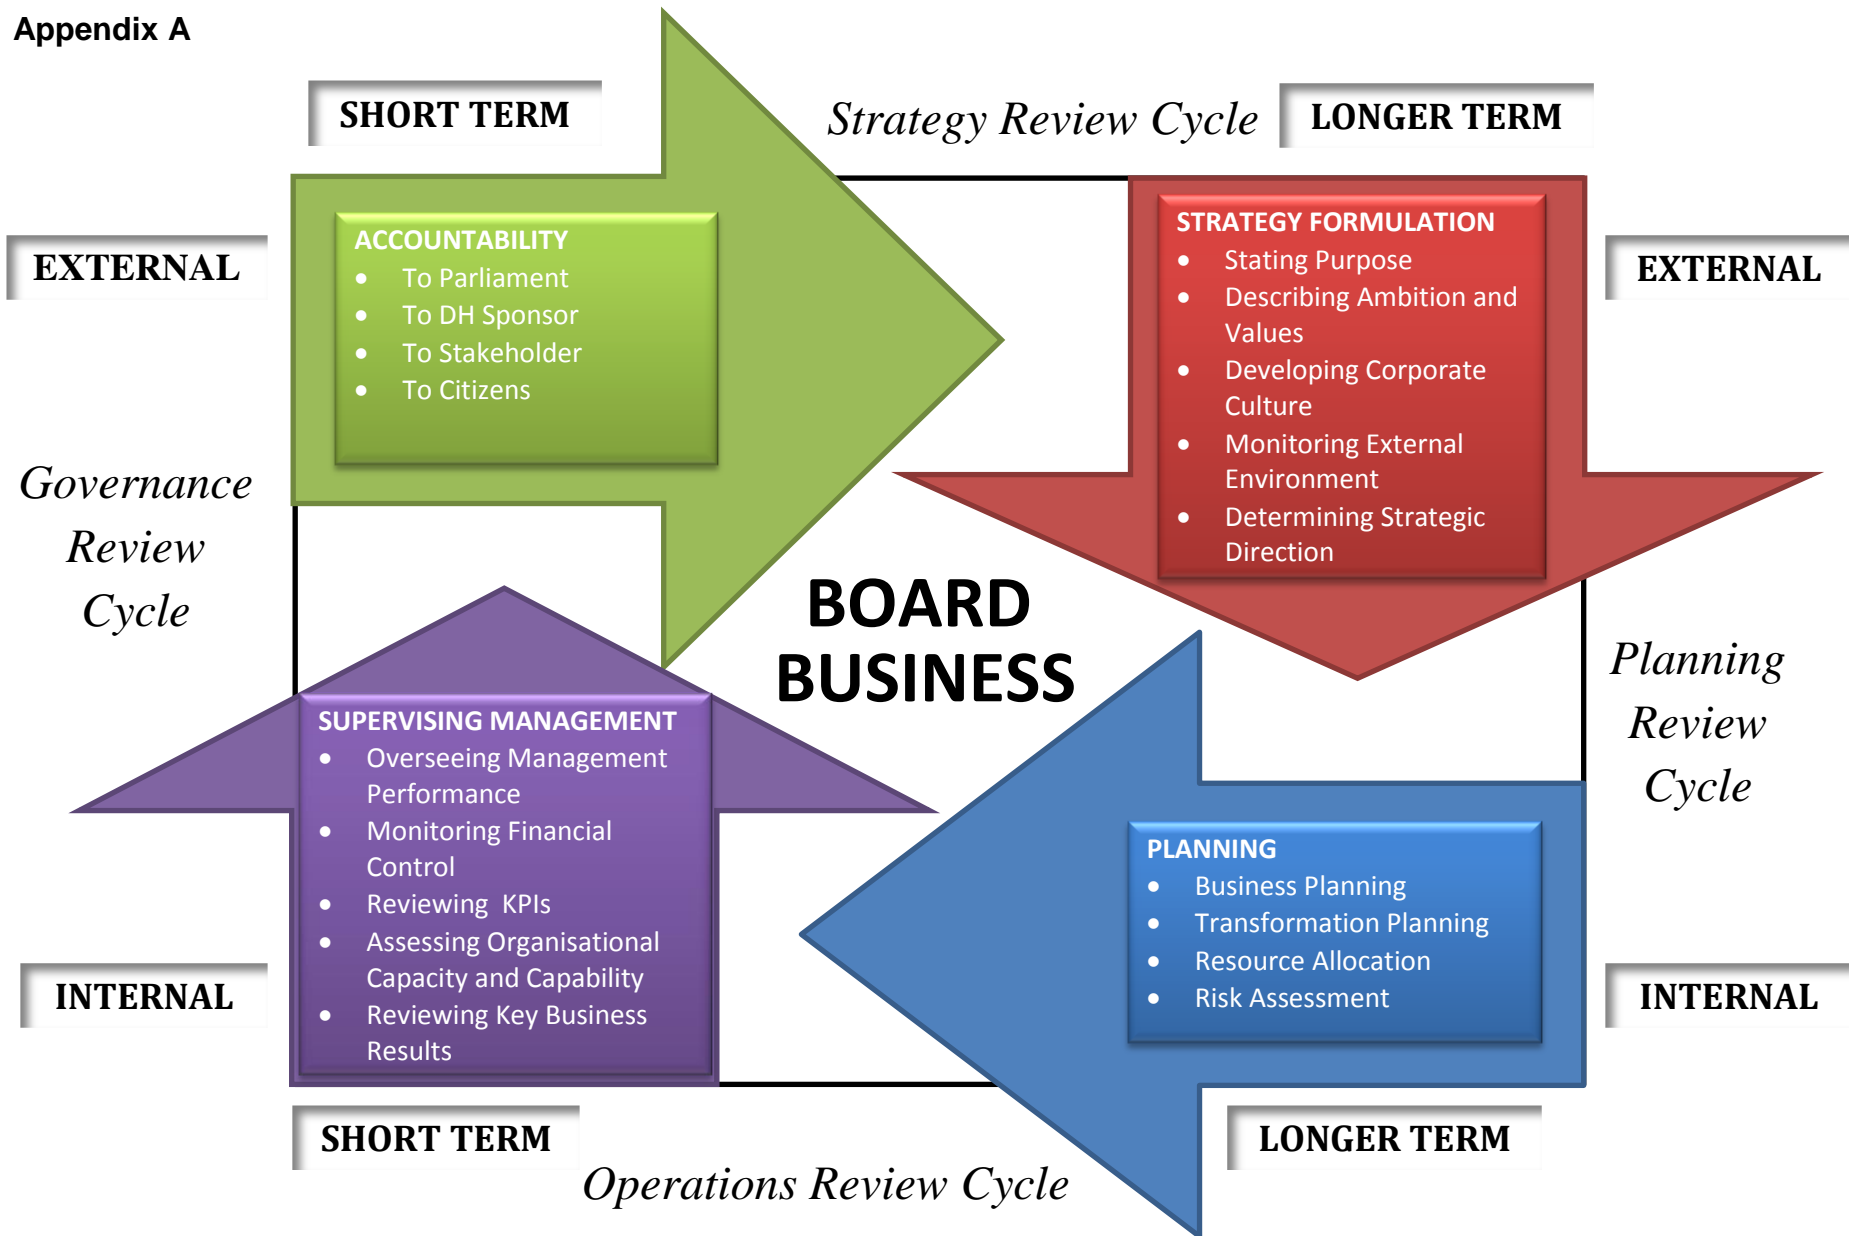 Appendix A
SHORT TERM
Strategy Review Cycle
LONGER TERM
EXTERNAL
ACCOUNTABILITY
• To Parliament
• To DH Sponsor
• To Stakeholder
• To Citizens
STRATEGY FORMULATION
• Stating Purpose
• Describing Ambition and
Values
• Developing Corporate
Culture
• Monitoring External
Environment
• Determining Strategic
Direction
EXTERNAL
Governance
Review
Cycle
BOARD
BUSINESS
Planning
Review
Cycle
SUPERVISING MANAGEMENT
• Overseeing Management
Performance
• Monitoring Financial
Control
• Reviewing  KPIs
• Assessing Organisational
Capacity and Capability
• Reviewing Key Business
Results
PLANNING
• Business Planning
• Transformation Planning
• Resource Allocation
• Risk Assessment
INTERNAL
INTERNAL
SHORT TERM
Operations Review Cycle
LONGER TERM